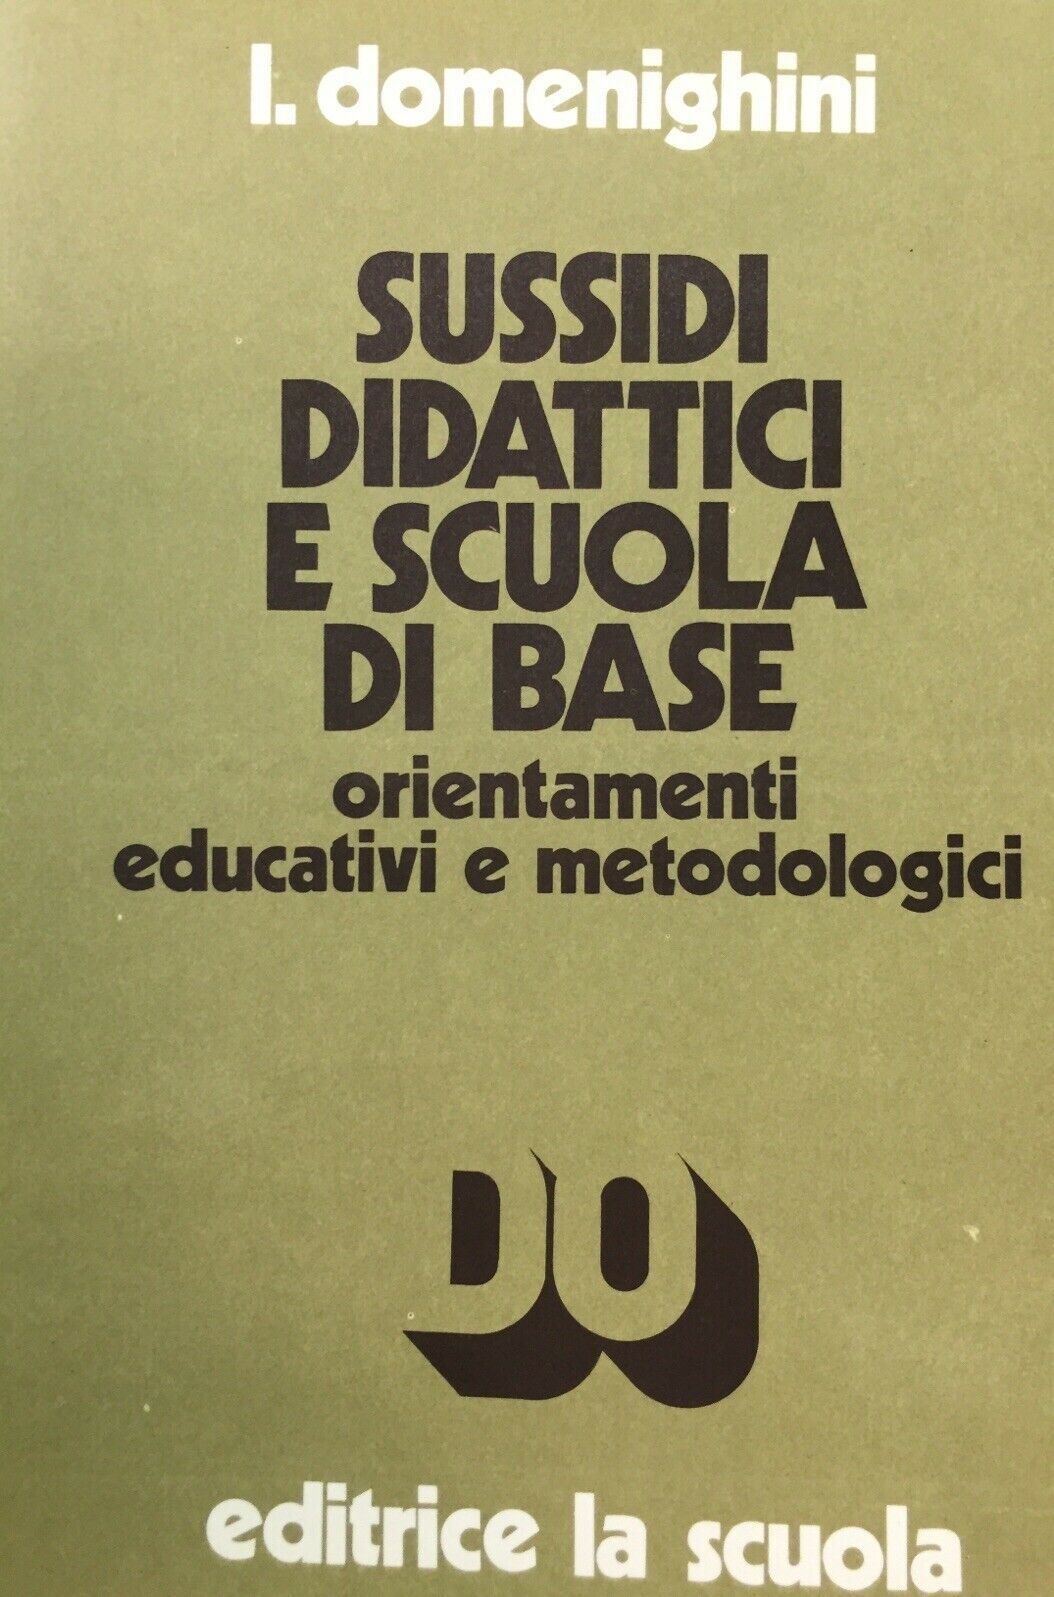 l. domenighini
SUSSIDI
DIDATTICI
E SCUOLA
DI BASE
orientamenti
educativi e metodologici
DO
editrice la scuola